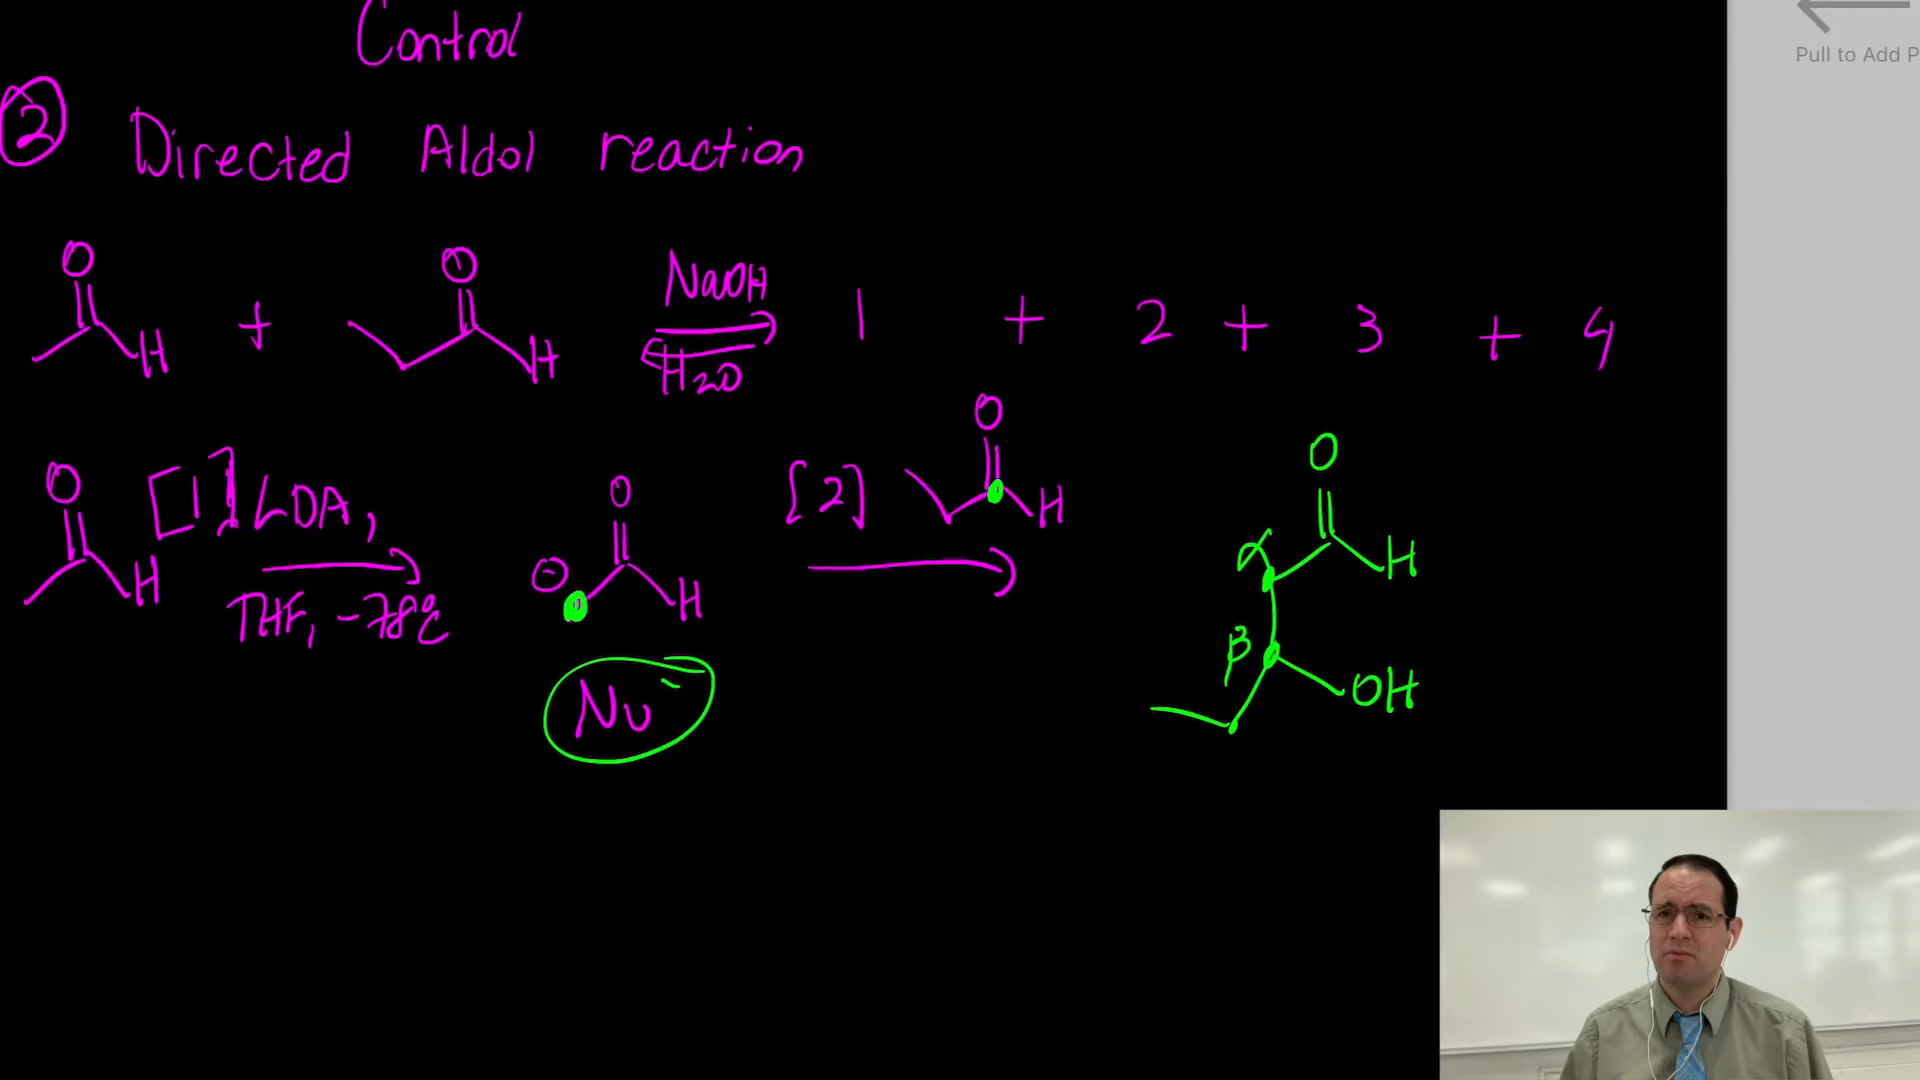 Control
Pull to Add P
2 Directed Aldol reaction
O O NaOH
H + H H2O 1 + 2 + 3 + 4
O [1] LDA, O [2] O H O
H THF, -78°C ⊖ H α H
Nu⁻ β OH